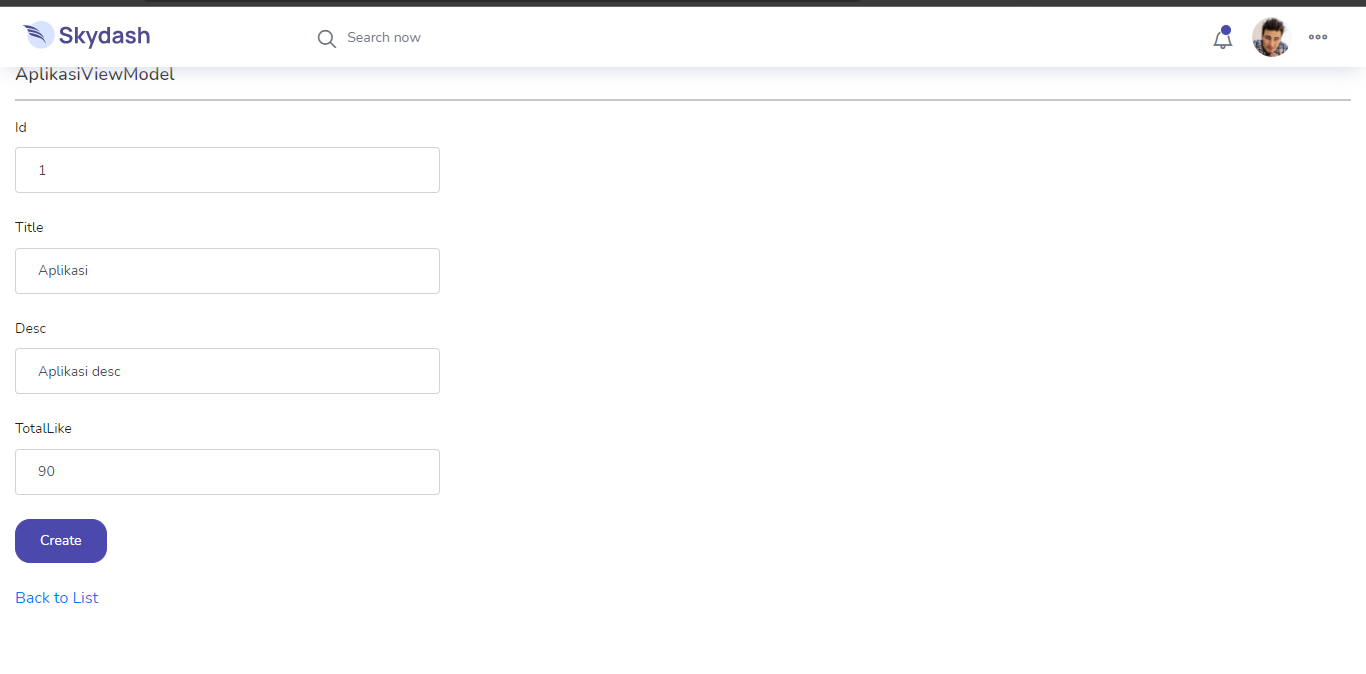 Skydash
Search now
AplikasiViewModel
Id
1
Title
Aplikasi
Desc
Aplikasi desc
TotalLike
90
Create
Back to List